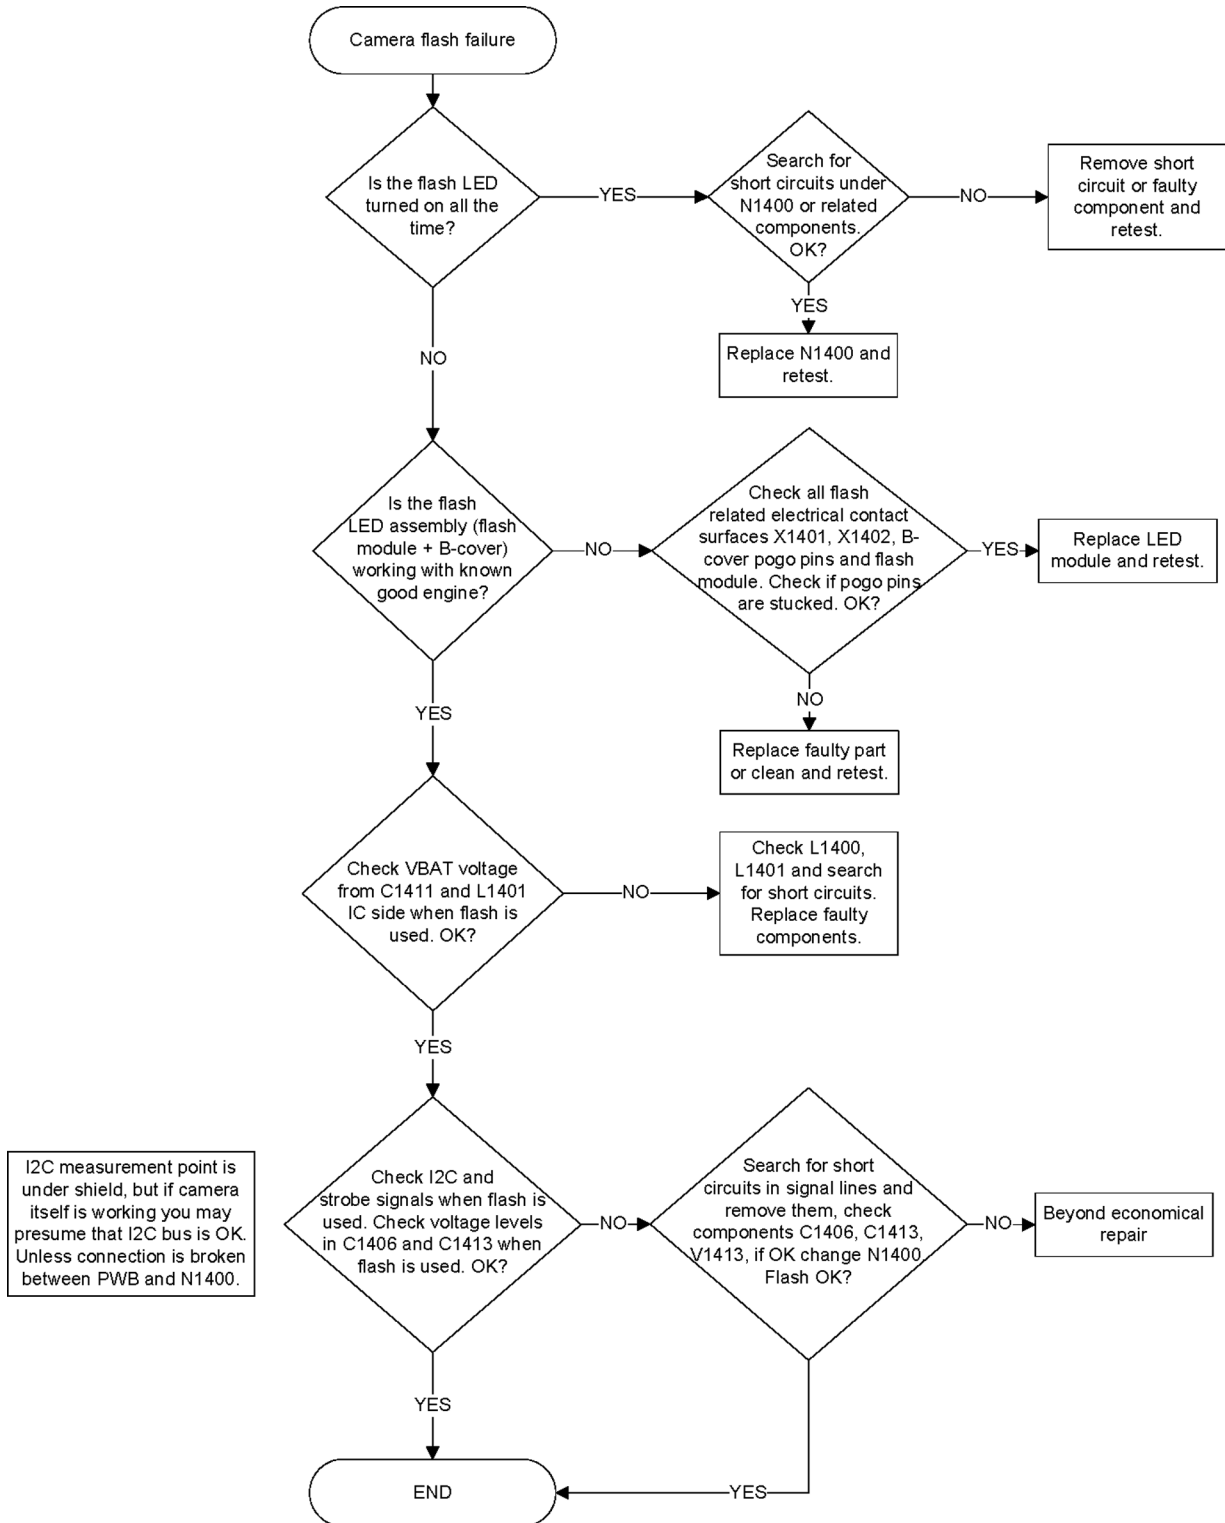 Camera flash failure
Is the flash LED
turned on all the
time?
YES
Search for
short circuits under
N1400 or related
components.
OK?
NO
Remove short
circuit or faulty
component and
retest.
YES
Replace N1400 and
retest.
NO
Is the flash
LED assembly (flash
module + B-cover)
working with known
good engine?
NO
Check all flash
related electrical contact
surfaces X1401, X1402, B-
cover pogo pins and flash
module. Check if pogo pins
are stucked. OK?
YES
Replace LED
module and retest.
NO
Replace faulty part
or clean and retest.
YES
Check VBAT voltage
from C1411 and L1401
IC side when flash is
used. OK?
NO
Check L1400,
L1401 and search
for short circuits.
Replace faulty
components.
YES
I2C measurement point is
under shield, but if camera
itself is working you may
presume that I2C bus is OK.
Unless connection is broken
between PWB and N1400.
Check I2C and
strobe signals when flash is
used. Check voltage levels
in C1406 and C1413 when
flash is used. OK?
NO
Search for short
circuits in signal lines and
remove them, check
components C1406, C1413,
V1413, if OK change N1400.
Flash OK?
NO
Beyond economical
repair
YES
END
YES